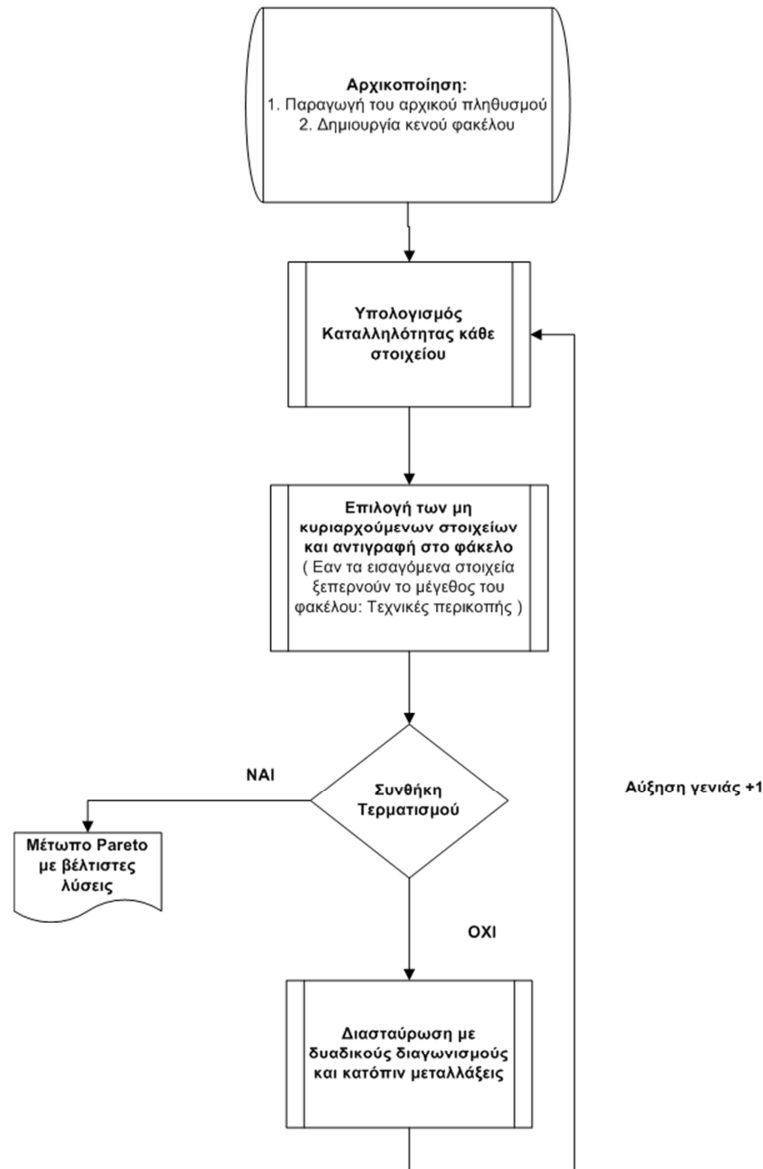 Αρχικοποίηση:
1. Παραγωγή του αρχικού πληθυσμού
2. Δημιουργία κενού φακέλου
Υπολογισμός
Καταλληλότητας κάθε
στοιχείου
Επιλογή των μη
κυριαρχούμενων στοιχείων
και αντιγραφή στο φάκελο
( Εαν τα εισαγόμενα στοιχεία
ξεπερνούν το μέγεθος του
φακέλου: Τεχνικές περικοπής )
Συνθήκη
Τερματισμού
ΝΑΙ
Μέτωπο Pareto
με βέλτιστες
λύσεις
ΟΧΙ
Διασταύρωση με
δυαδικούς διαγωνισμούς
και κατόπιν μεταλλάξεις
Αύξηση γενιάς +1